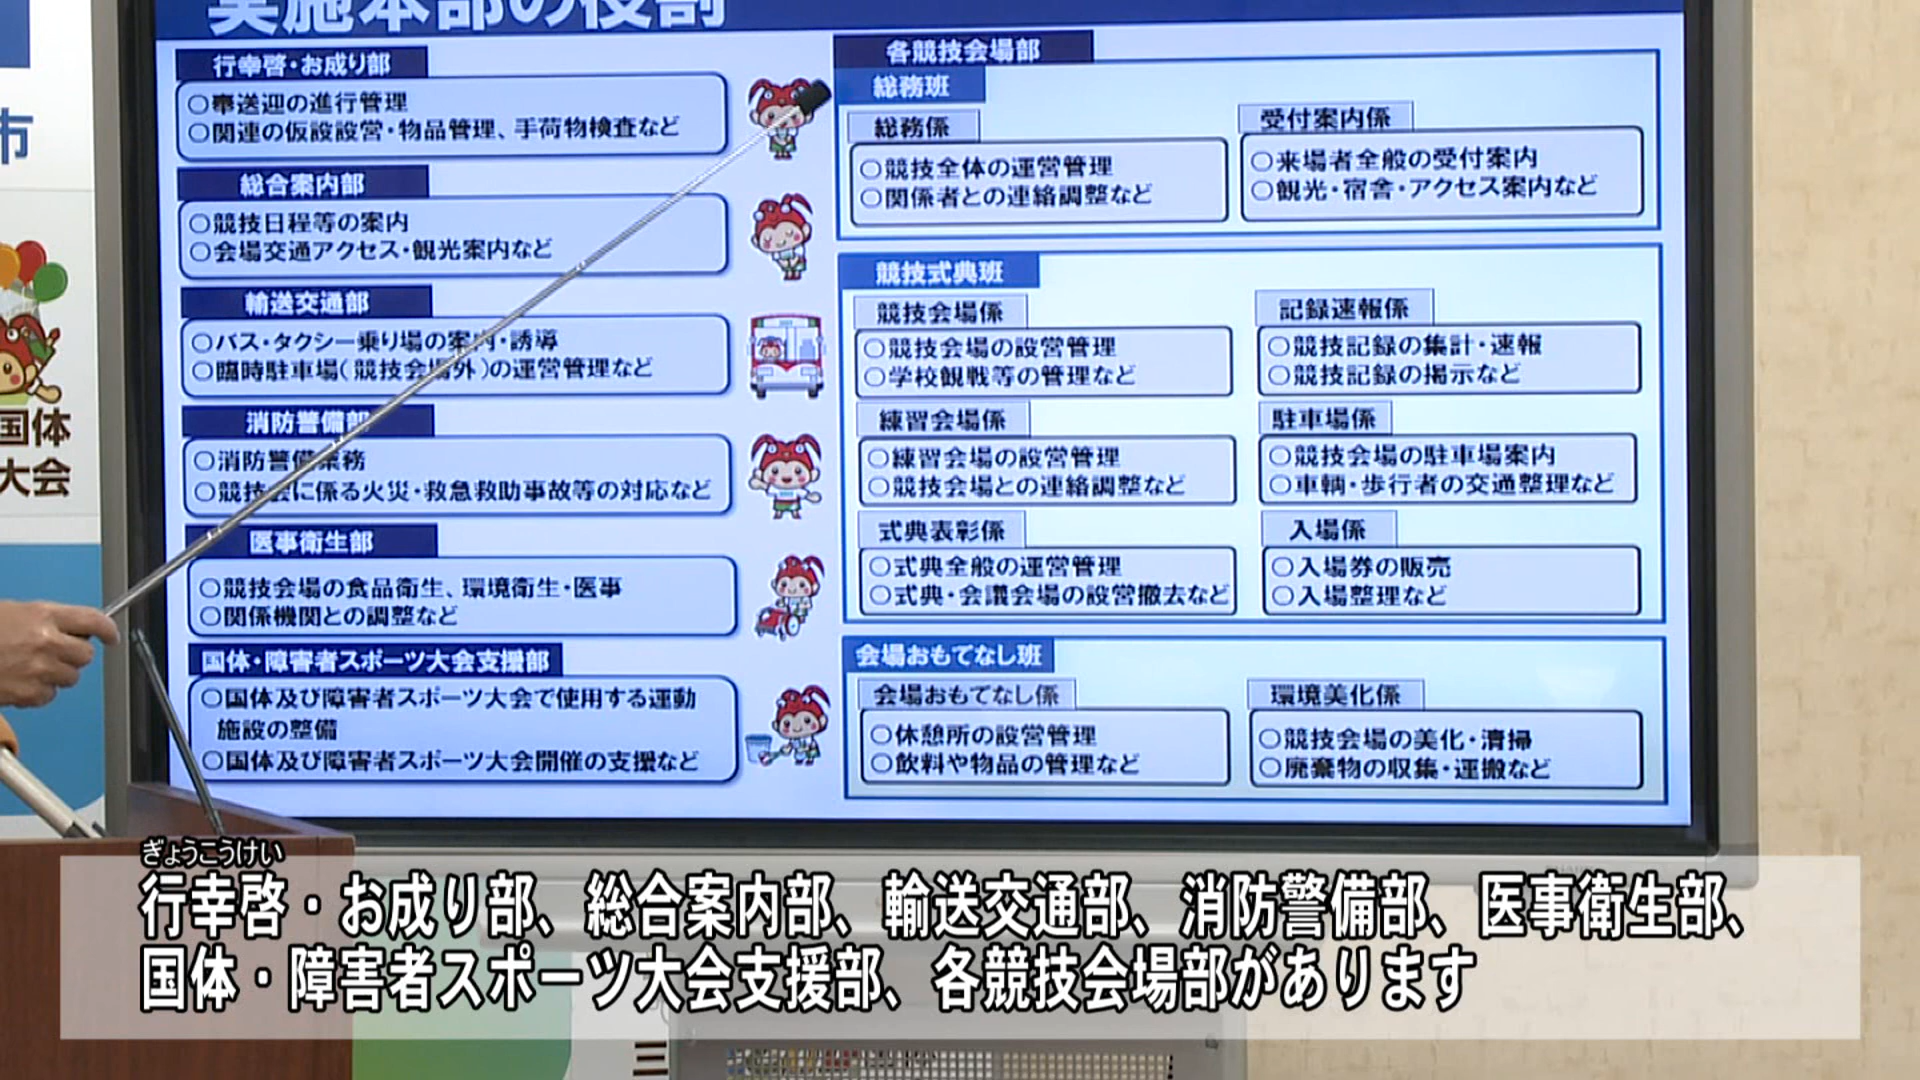 実施本部の役割
市
国体
大会
行幸啓・お成り部
○奉送迎の進行管理
○関連の仮設設営・物品管理、手荷物検査など
総合案内部
○競技日程等の案内
○会場交通アクセス・観光案内など
輸送交通部
○バス・タクシー乗り場の案内・誘導
○臨時駐車場(競技会場外)の運営管理など
消防警備部
○消防警備業務
○競技会に係る火災・救急救助事故等の対応など
医事衛生部
○競技会場の食品衛生、環境衛生・医事
○関係機関との調整など
国体・障害者スポーツ大会支援部
○国体及び障害者スポーツ大会で使用する運動
施設の整備
○国体及び障害者スポーツ大会開催の支援など
各競技会場部
総務班
総務係
○競技全体の運営管理
○関係者との連絡調整など
受付案内係
○来場者全般の受付案内
○観光・宿舎・アクセス案内など
競技式典班
競技会場係
○競技会場の設営管理
○学校観戦等の管理など
記録速報係
○競技記録の集計・速報
○競技記録の掲示など
練習会場係
○練習会場の設営管理
○競技会場との連絡調整など
駐車場係
○競技会場の駐車場案内
○車輌・歩行者の交通整理など
式典表彰係
○式典全般の運営管理
○式典・会議会場の設営撤去など
入場係
○入場券の販売
○入場整理など
会場おもてなし班
会場おもてなし係
○休憩所の設営管理
○飲料や物品の管理など
環境美化係
○競技会場の美化・清掃
○廃棄物の収集・運搬など
ぎょうこうけい
行幸啓・お成り部、総合案内部、輸送交通部、消防警備部、医事衛生部、
国体・障害者スポーツ大会支援部、各競技会場部があります
三